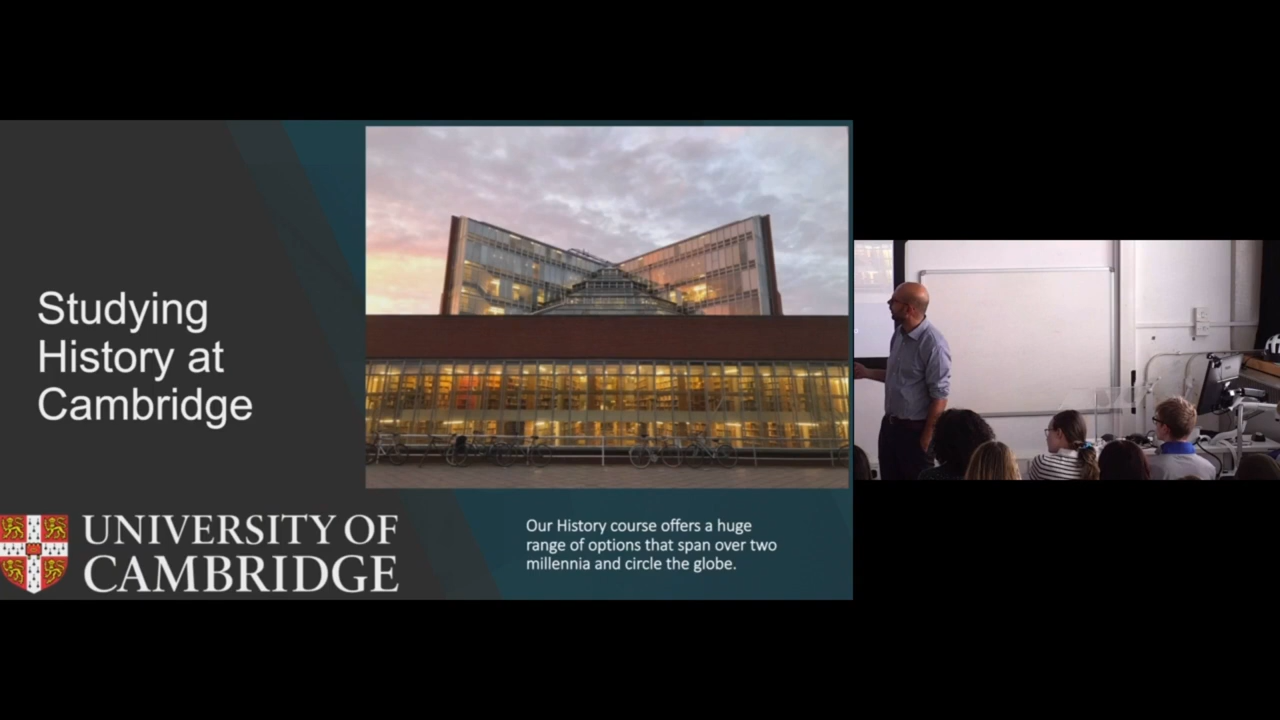 Studying
History at
Cambridge
UNIVERSITY OF
CAMBRIDGE
Our History course offers a huge
range of options that span over two
millennia and circle the globe.